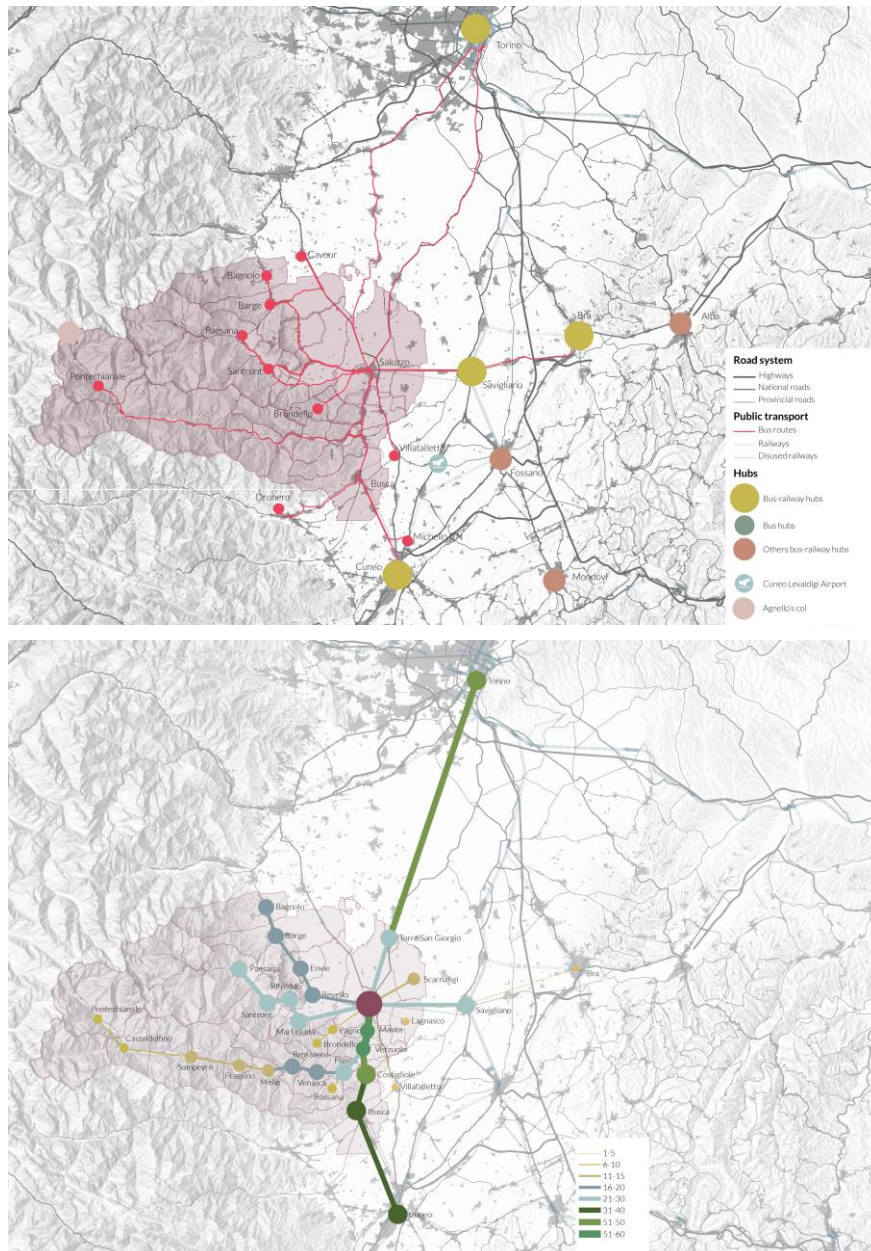 Torino
Cavour
Bagnolo
Barge
Paesana
Bra
Alba
Sanfront
Saluzzo
Savigliano
Pontechianale
Brondello
Villafalletto
Fossano
Busca
Dronero
Michelin CN
Cuneo
Mondovì
Road system
Highways
National roads
Provincial roads
Public transport
Bus routes
Railways
Disused railways
Hubs
Bus-railway hubs
Bus hubs
Others bus-railway hubs
Cuneo Levaldigi Airport
Agnello's col
Torino
Bagnolo
Barge
Torre San Giorgio
Paesana
Envie
Scarnafigi
Bra
Rifreddo
Revello
Sanfront
Savigliano
Pontechianale
Martiniana
Lagnasco
Pagno
Manta
Casteldelfino
Brondello
Verzuolo
Sampeyre
Brossasco
Frassino
Melle
Venasca
Costigliole
Rossana
Villafalletto
Busca
Cuneo
1-5
6-10
11-15
16-20
21-30
31-40
51-50
51-60